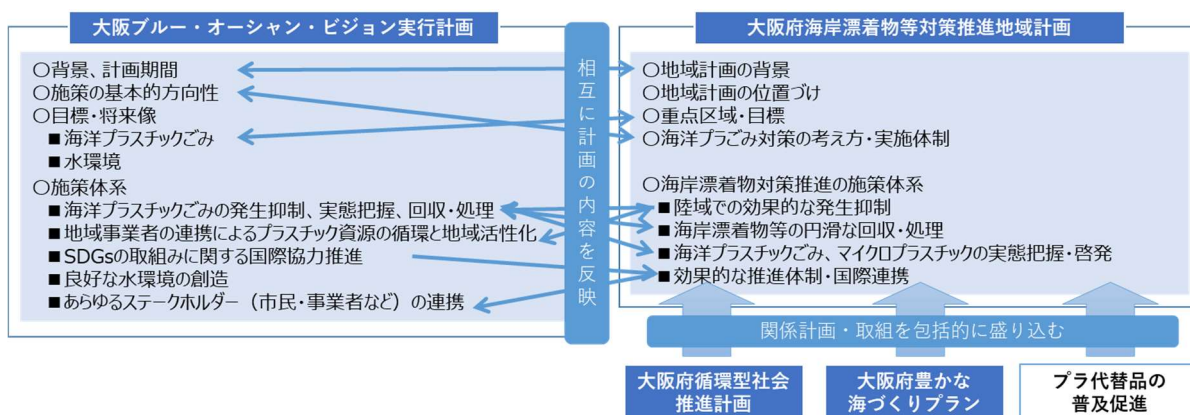 大阪ブルー・オーシャン・ビジョン実行計画
〇背景、計画期間
〇施策の基本的方向性
〇目標・将来像
■海洋プラスチックごみ
■水環境
〇施策体系
■海洋プラスチックごみの発生抑制、実態把握、回収・処理
■地域事業者の連携によるプラスチック資源の循環と地域活性化
■SDGsの取組みに関する国際協力推進
■良好な水環境の創造
■あらゆるステークホルダー（市民・事業者など）の連携
相互に計画の内容を反映
大阪府海岸漂着物等対策推進地域計画
〇地域計画の背景
〇地域計画の位置づけ
〇重点区域・目標
〇海洋プラごみ対策の考え方・実施体制
〇海岸漂着物対策推進の施策体系
■陸域での効果的な発生抑制
■海岸漂着物等の円滑な回収・処理
■海洋プラスチックごみ、マイクロプラスチックの実態把握・啓発
■効果的な推進体制・国際連携
関係計画・取組を包括的に盛り込む
大阪府循環型社会
推進計画
大阪府豊かな
海づくりプラン
プラ代替品の
普及促進